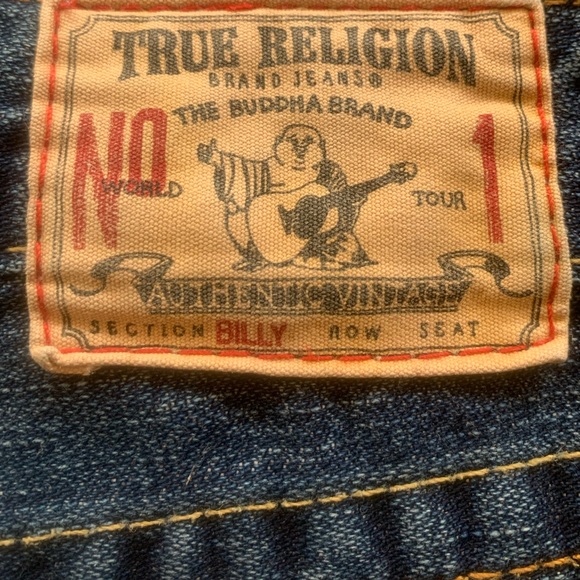 TRUE RELIGION
BRAND JEANS®
THE BUDDHA BRAND
No 1
WORLD TOUR
AUTHENTIC VINTAGE
SECTION BILLY ROW SEAT